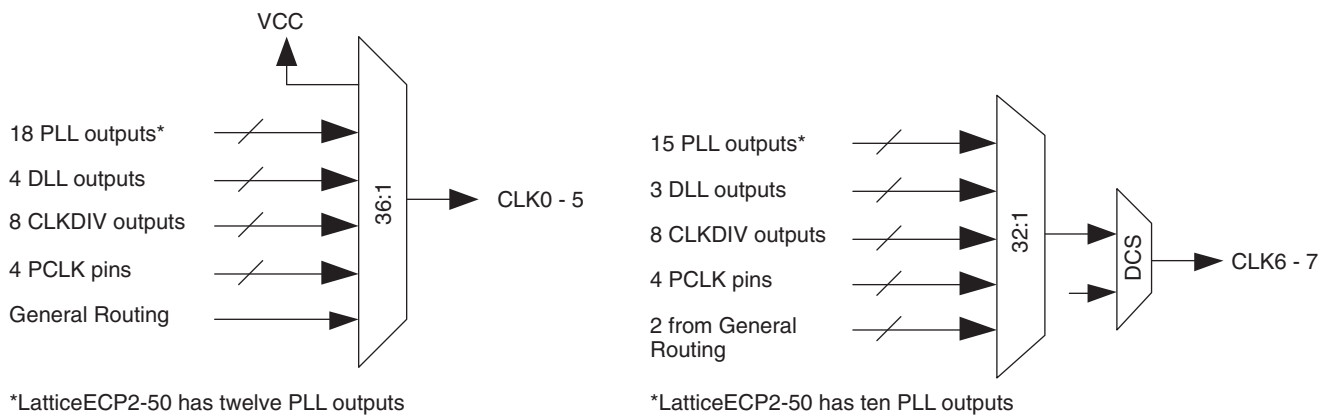 VCC
18 PLL outputs*
4 DLL outputs
8 CLKDIV outputs
4 PCLK pins
General Routing
36:1
CLK0 - 5
*LatticeECP2-50 has twelve PLL outputs
15 PLL outputs*
3 DLL outputs
8 CLKDIV outputs
4 PCLK pins
2 from General
Routing
32:1
DCS
CLK6 - 7
*LatticeECP2-50 has ten PLL outputs